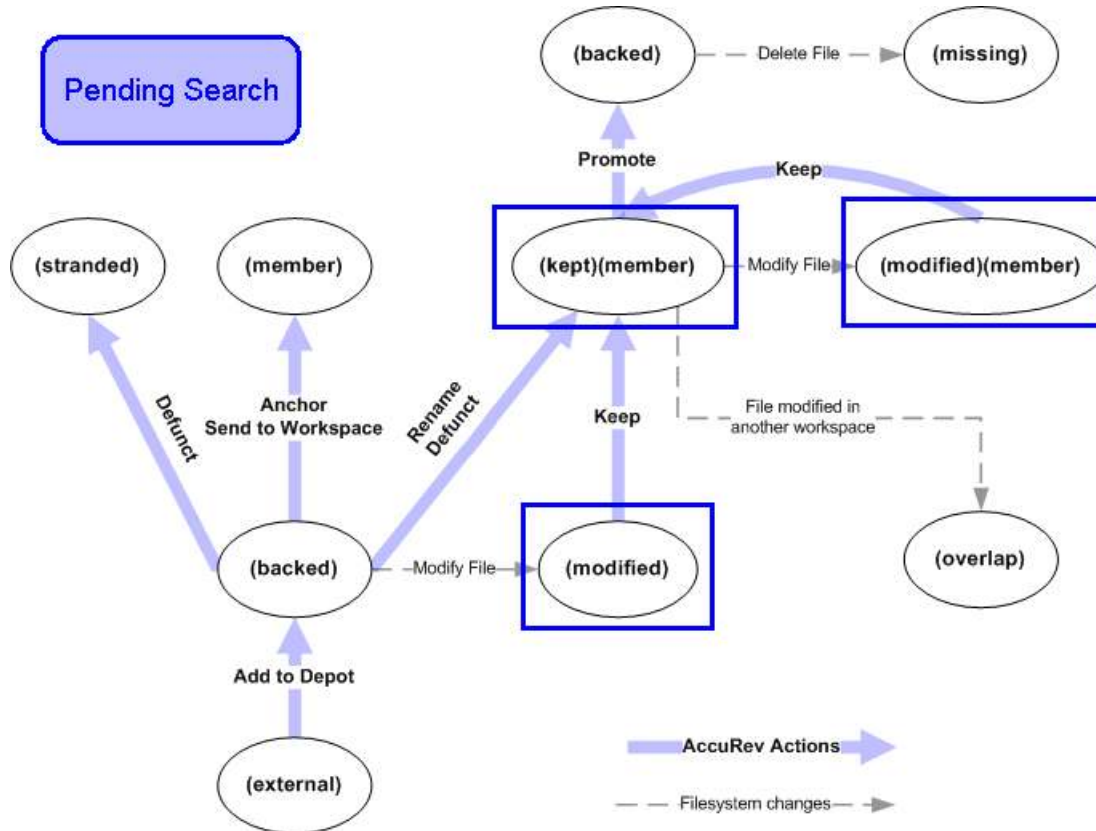 Pending Search
(backed)
Delete File
(missing)
Promote
Keep
(stranded)
(member)
(kept)(member)
Modify File
(modified)(member)
Defunct
Anchor
Send to Workspace
Rename
Defunct
Keep
File modified in
another workspace
(backed)
Modify File
(modified)
(overlap)
Add to Depot
(external)
AccuRev Actions
Filesystem changes